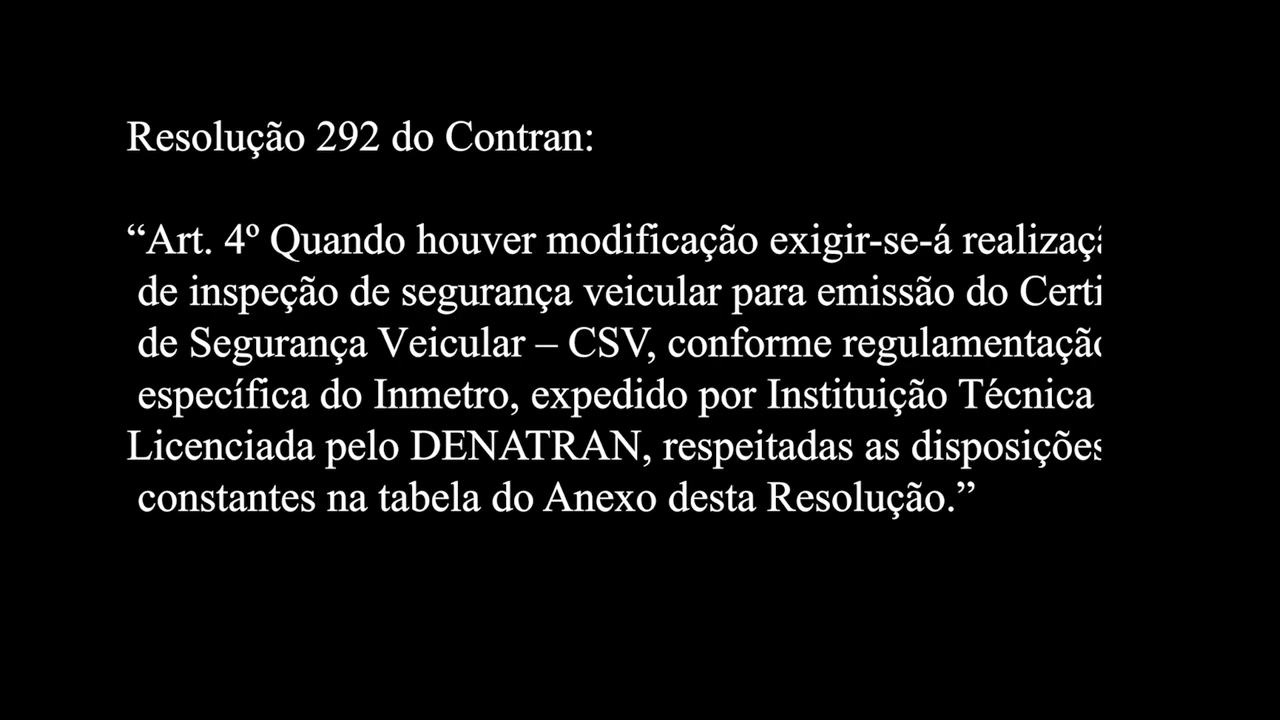 Resolução 292 do Contran:
“Art. 4º Quando houver modificação exigir-se-á
de inspeção de segurança veicular para emissão do
de Segurança Veicular – CSV, conforme regulamentação
específica do Inmetro, expedido por Instituição Técnica
Licenciada pelo DENATRAN, respeitadas as disposições
constantes na tabela do Anexo desta Resolução.”